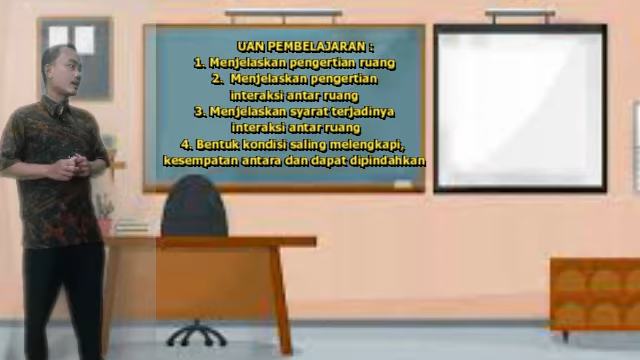 UAN PEMBELAJARAN :
1. Menjelaskan pengertian ruang
2. Menjelaskan pengertian
interaksi antar ruang
3. Menjelaskan syarat terjadinya
interaksi antar ruang
4. Bentuk kondisi saling melengkapi,
kesempatan antara dan dapat dipindahkan